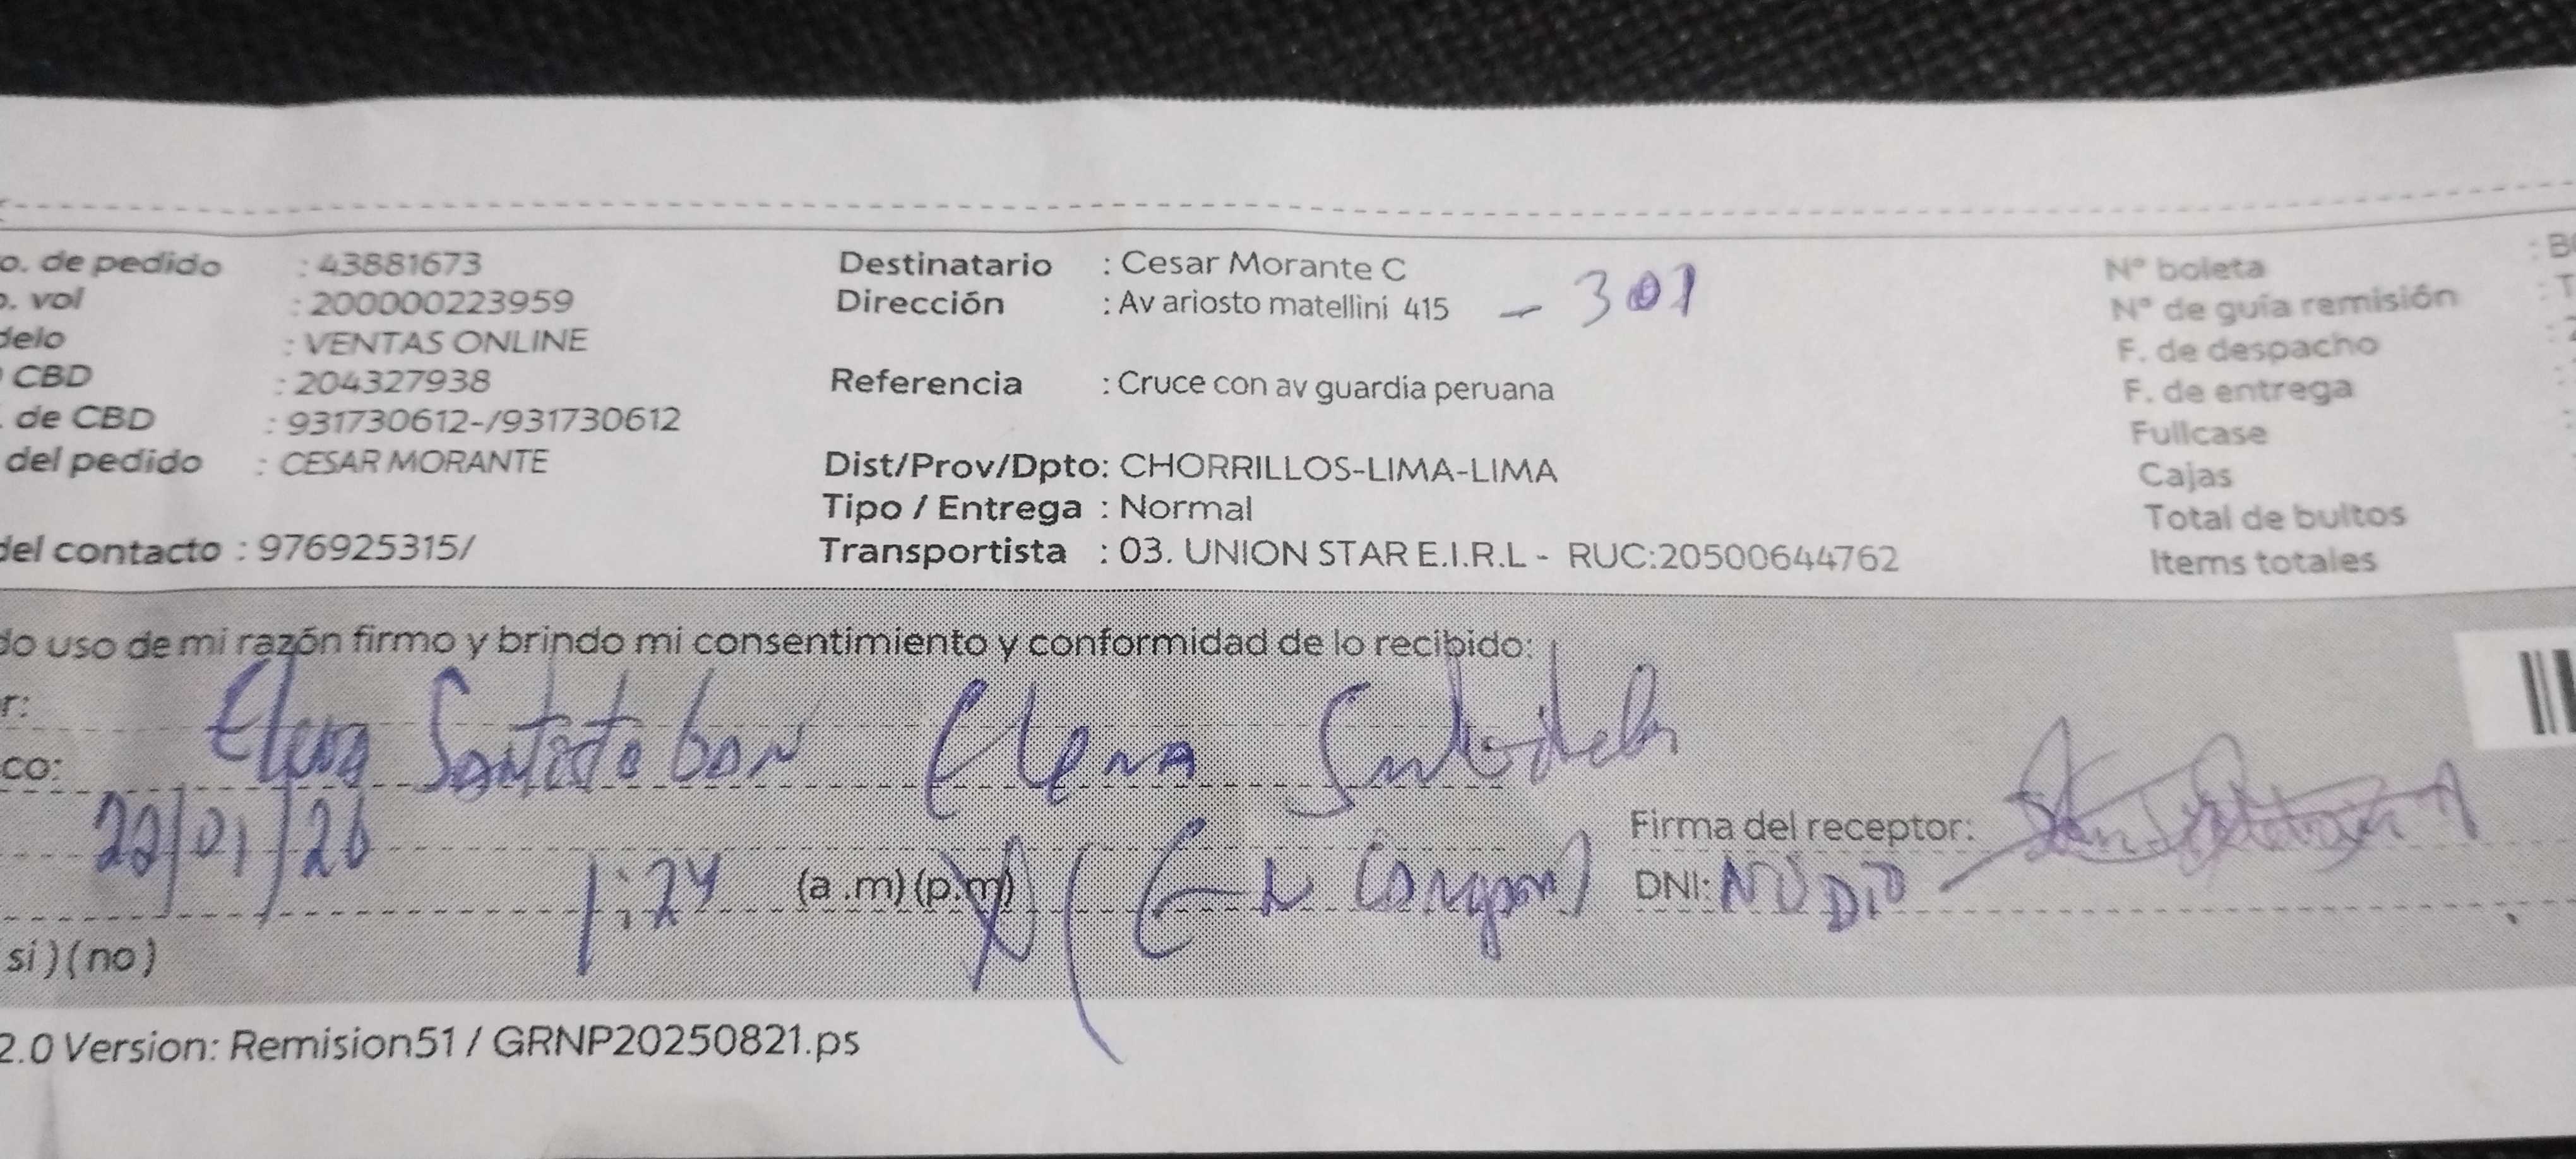 o. de pedido : 43881673
o. vol : 200000223959
delo : VENTAS ONLINE
CBD : 204327938
. de CBD : 931730612-/931730612
del pedido : CESAR MORANTE
del contacto : 976925315/
Destinatario : Cesar Morante C
Dirección : Av ariosto matellini 415 - 301
Referencia : Cruce con av guardia peruana
Dist/Prov/Dpto: CHORRILLOS-LIMA-LIMA
Tipo / Entrega : Normal
Transportista : 03. UNION STAR E.I.R.L - RUC:20500644762
N° boleta : B
N° de guía remisión : T
F. de despacho : 2
F. de entrega :
Fullcase :
Cajas :
Total de bultos
Items totales
do uso de mi razón firmo y brindo mi consentimiento y conformidad de lo recibido:
r: Elena Santisteban Elena
co:
22/01/26
1:24 (a .m) (p.m)
Firma del receptor:
DNI: NO DIO
si ) ( no )
2.0 Version: Remision51 / GRNP20250821.ps